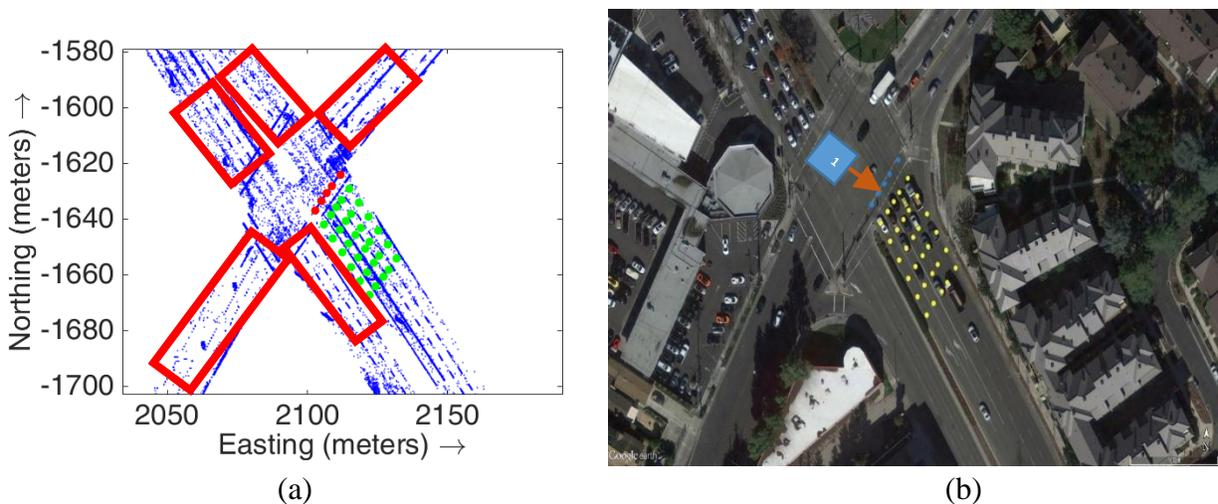 -1580
-1600
-1620
-1640
-1660
-1680
-1700
Northing (meters) →
2050 2100 2150
Easting (meters) →
(a)
1
Google earth
(b)